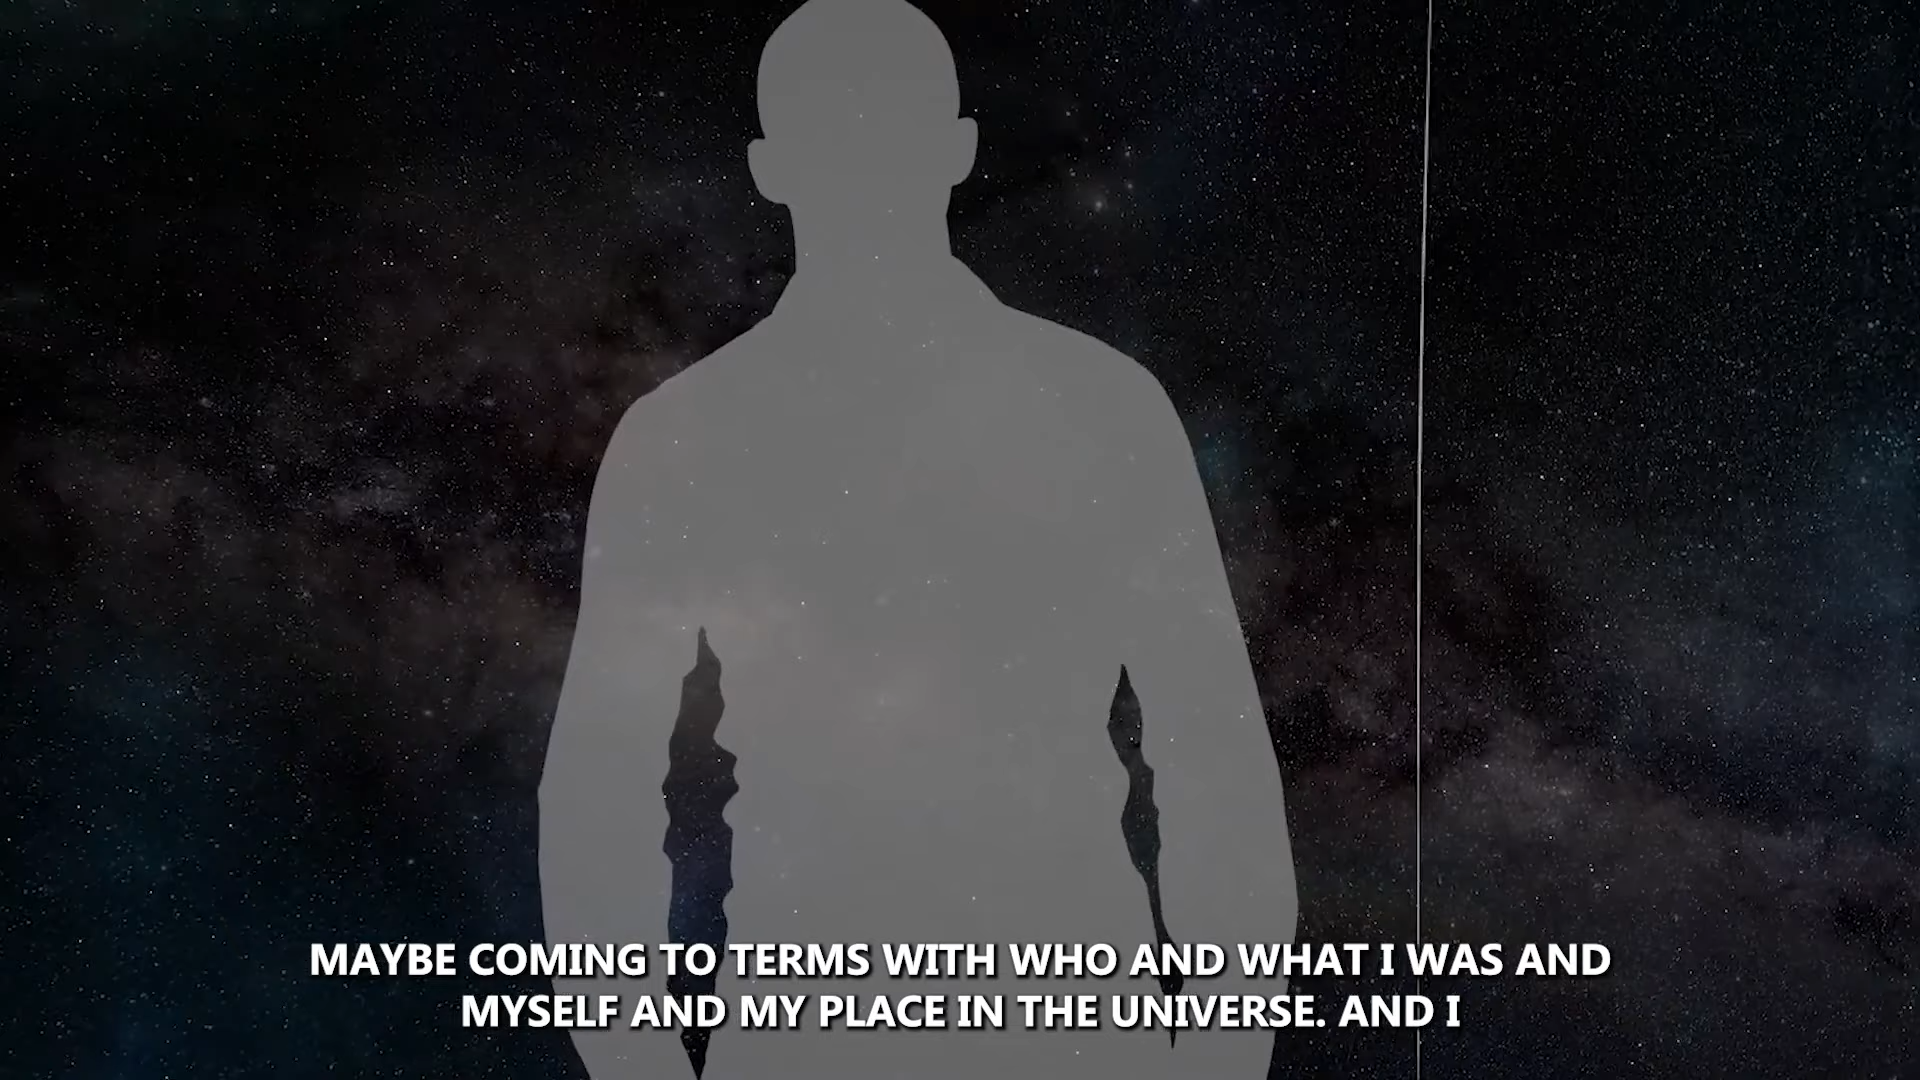 MAYBE COMING TO TERMS WITH WHO AND WHAT I WAS AND
MYSELF AND MY PLACE IN THE UNIVERSE. AND I